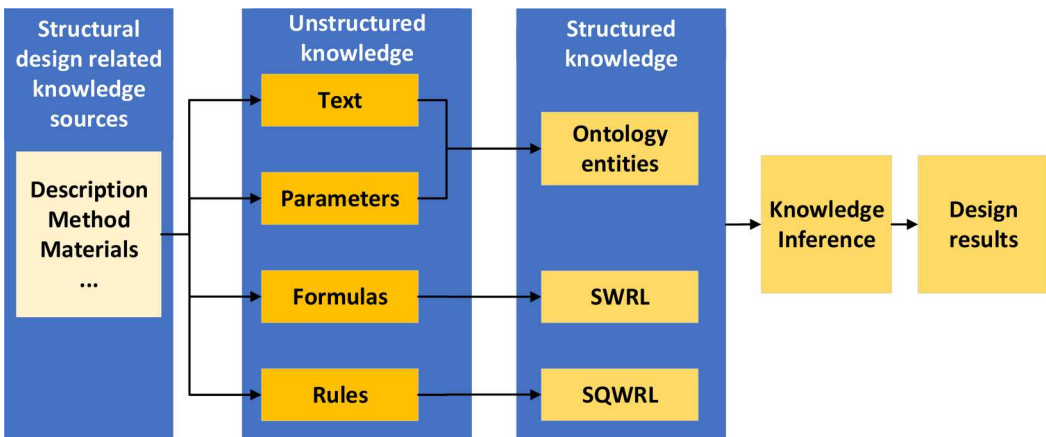 Structural
design related
knowledge
sources
Description
Method
Materials
...
Unstructured
knowledge
Text
Parameters
Formulas
Rules
Structured
knowledge
Ontology
entities
SWRL
SQWRL
Knowledge
Inference
Design
results